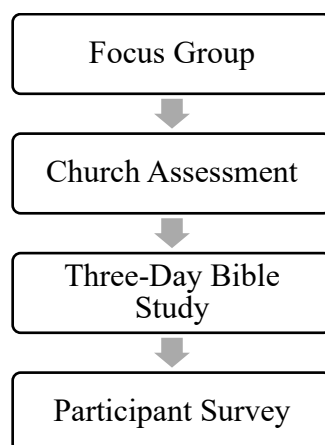 Focus Group
Church Assessment
Three-Day Bible
Study
Participant Survey